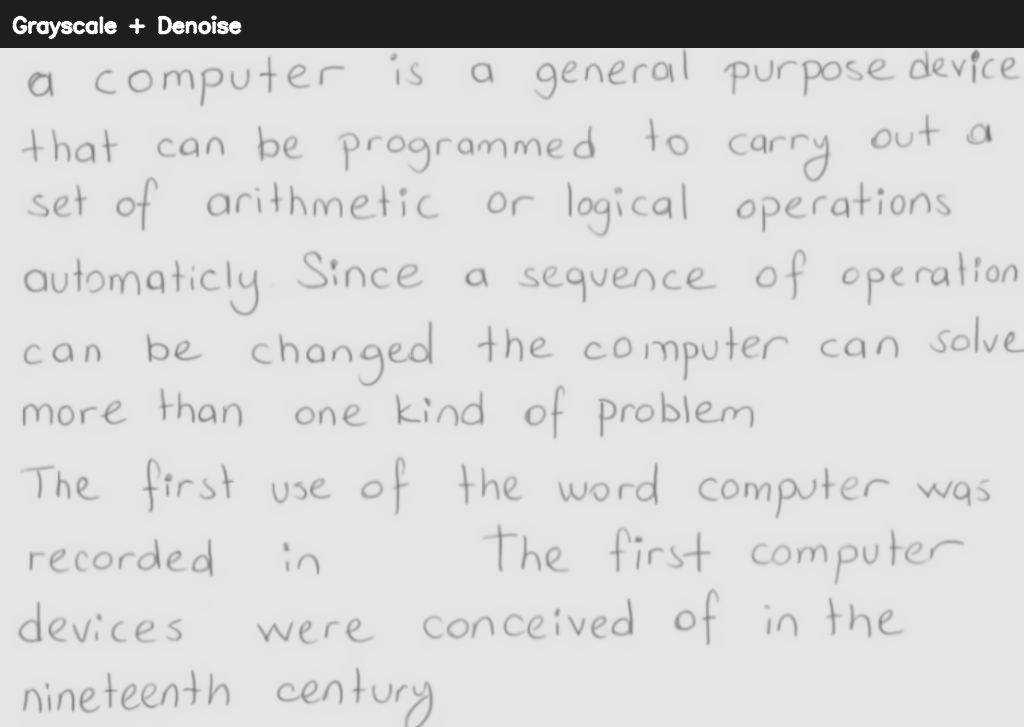 Grayscale + Denoise
a computer is a general purpose device
that can be programmed to carry out a
set of arithmetic or logical operations
automaticly Since a sequence of operation
can be changed the computer can solve
more than one kind of problem
The first use of the word computer was
recorded in The first computer
devices were conceived of in the
nineteenth century